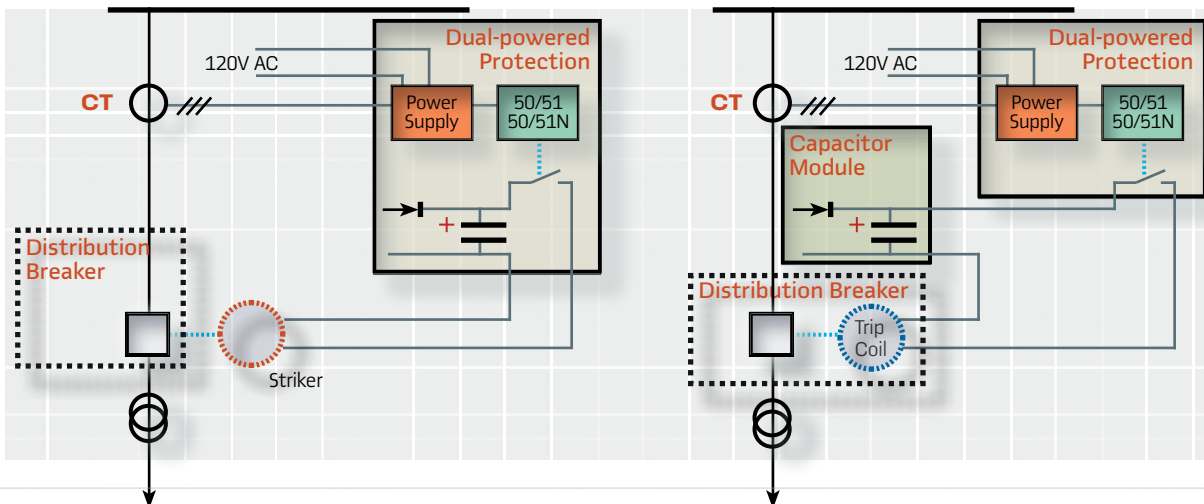 Dual-powered
Protection
120V AC
CT
Power
Supply
50/51
50/51N
+
Distribution
Breaker
Striker
Dual-powered
Protection
120V AC
CT
Power
Supply
50/51
50/51N
Capacitor
Module
+
Distribution Breaker
Trip
Coil